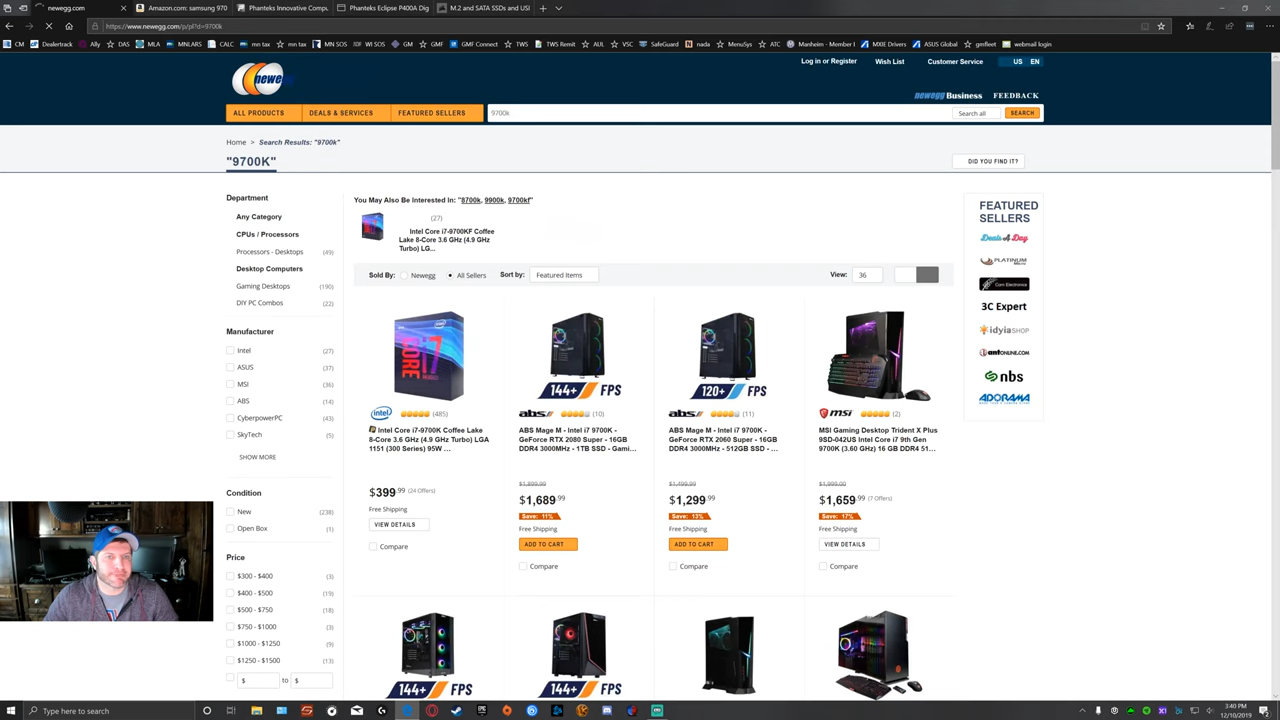 newegg.com
Amazon.com: samsung 970
Phanteks Innovative Comp
Phanteks Eclipse P400A Dig
M.2 and SATA SSDs and USI
https://www.newegg.com/p/pl?d=9700k
CM
Dealertrack
Ally
DAS
MLA
MNLARS
CALC
mn tax
mn tax
MN SOS
WI SOS
GM
GMF
GMF Connect
TWS
TWS Remit
AUL
VSC
SafeGuard
nada
MenuSys
ATC
Manheim - Member I
MXIE Drivers
ASUS Global
gmfleet
webmail login
newegg
Log in or Register
Wish List
Customer Service
US EN
newegg Business
FEEDBACK
ALL PRODUCTS
DEALS & SERVICES
FEATURED SELLERS
9700k
Search all
SEARCH
Home > Search Results: "9700k"
"9700K"
DID YOU FIND IT?
Department
Any Category
CPUs / Processors
Processors - Desktops (49)
Desktop Computers
Gaming Desktops (190)
DIY PC Combos (22)
Manufacturer
Intel (27)
ASUS (37)
MSI (36)
ABS (14)
CyberpowerPC (43)
SkyTech (5)
SHOW MORE
Condition
New (238)
Open Box (1)
Price
$300 - $400 (3)
$400 - $500 (19)
$500 - $750 (18)
$750 - $1000 (3)
$1000 - $1250 (9)
$1250 - $1500 (13)
$ to $
You May Also Be Interested In: "8700k, 9900k, 9700kf"
(27)
Intel Core i7-9700KF Coffee
Lake 8-Core 3.6 GHz (4.9 GHz
Turbo) LG...
Sold By:
Newegg
All Sellers
Sort by:
Featured Items
View:
36
FEATURED
SELLERS
Deals A Day
PLATINUM
Corn Electronics
3C Expert
idyiaSHOP
antONLINE.COM
nbs
ADORAMA
CORE i7
intel (485)
Intel Core i7-9700K Coffee Lake
8-Core 3.6 GHz (4.9 GHz Turbo) LGA
1151 (300 Series) 95W ...
$399.99 (24 Offers)
Free Shipping
VIEW DETAILS
Compare
144+ FPS
abs (10)
ABS Mage M - Intel i7 9700K -
GeForce RTX 2080 Super - 16GB
DDR4 3000MHz - 1TB SSD - Gami...
$1,899.99
$1,689.99
Save: 11%
Free Shipping
ADD TO CART
Compare
120+ FPS
abs (11)
ABS Mage M - Intel i7 9700K -
GeForce RTX 2060 Super - 16GB
DDR4 3000MHz - 512GB SSD - ...
$1,499.99
$1,299.99
Save: 13%
Free Shipping
ADD TO CART
Compare
msi (2)
MSI Gaming Desktop Trident X Plus
9SD-042US Intel Core i7 9th Gen
9700K (3.60 GHz) 16 GB DDR4 51...
$1,999.00
$1,659.99 (7 Offers)
Save: 17%
Free Shipping
VIEW DETAILS
Compare
144+ FPS
144+ FPS
Type here to search
3:40 PM
12/10/2019